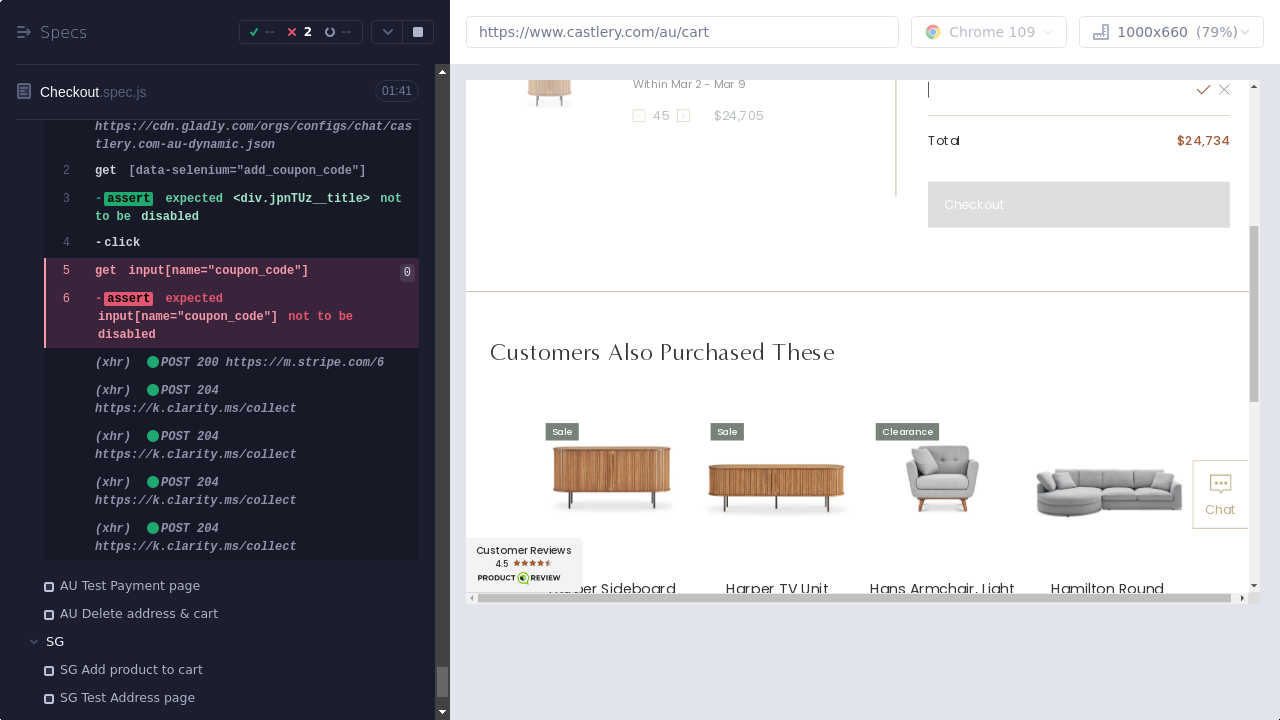 Specs
--
2
--
https://www.castlery.com/au/cart
Chrome 109
1000x660 (79%)
Checkout.spec.js
01:41
https://cdn.gladly.com/orgs/configs/chat/cas
tlery.com-au-dynamic.json
2 get [data-selenium="add_coupon_code"]
3 -assert expected <div.jpnTUz__title> not
to be disabled
4 -click
5 get input[name="coupon_code"] 0
6 -assert expected
input[name="coupon_code"] not to be
disabled
(xhr) POST 200 https://m.stripe.com/6
(xhr) POST 204
https://k.clarity.ms/collect
(xhr) POST 204
https://k.clarity.ms/collect
(xhr) POST 204
https://k.clarity.ms/collect
(xhr) POST 204
https://k.clarity.ms/collect
AU Test Payment page
AU Delete address & cart
SG
SG Add product to cart
SG Test Address page
Within Mar 2 - Mar 9
- 45 + $24,705
Total $24,734
Checkout
Customers Also Purchased These
Sale
Sale
Clearance
Chat
Customer Reviews
4.5
PRODUCT REVIEW
Harper Sideboard
Harper TV Unit
Hans Armchair, Light
Hamilton Round